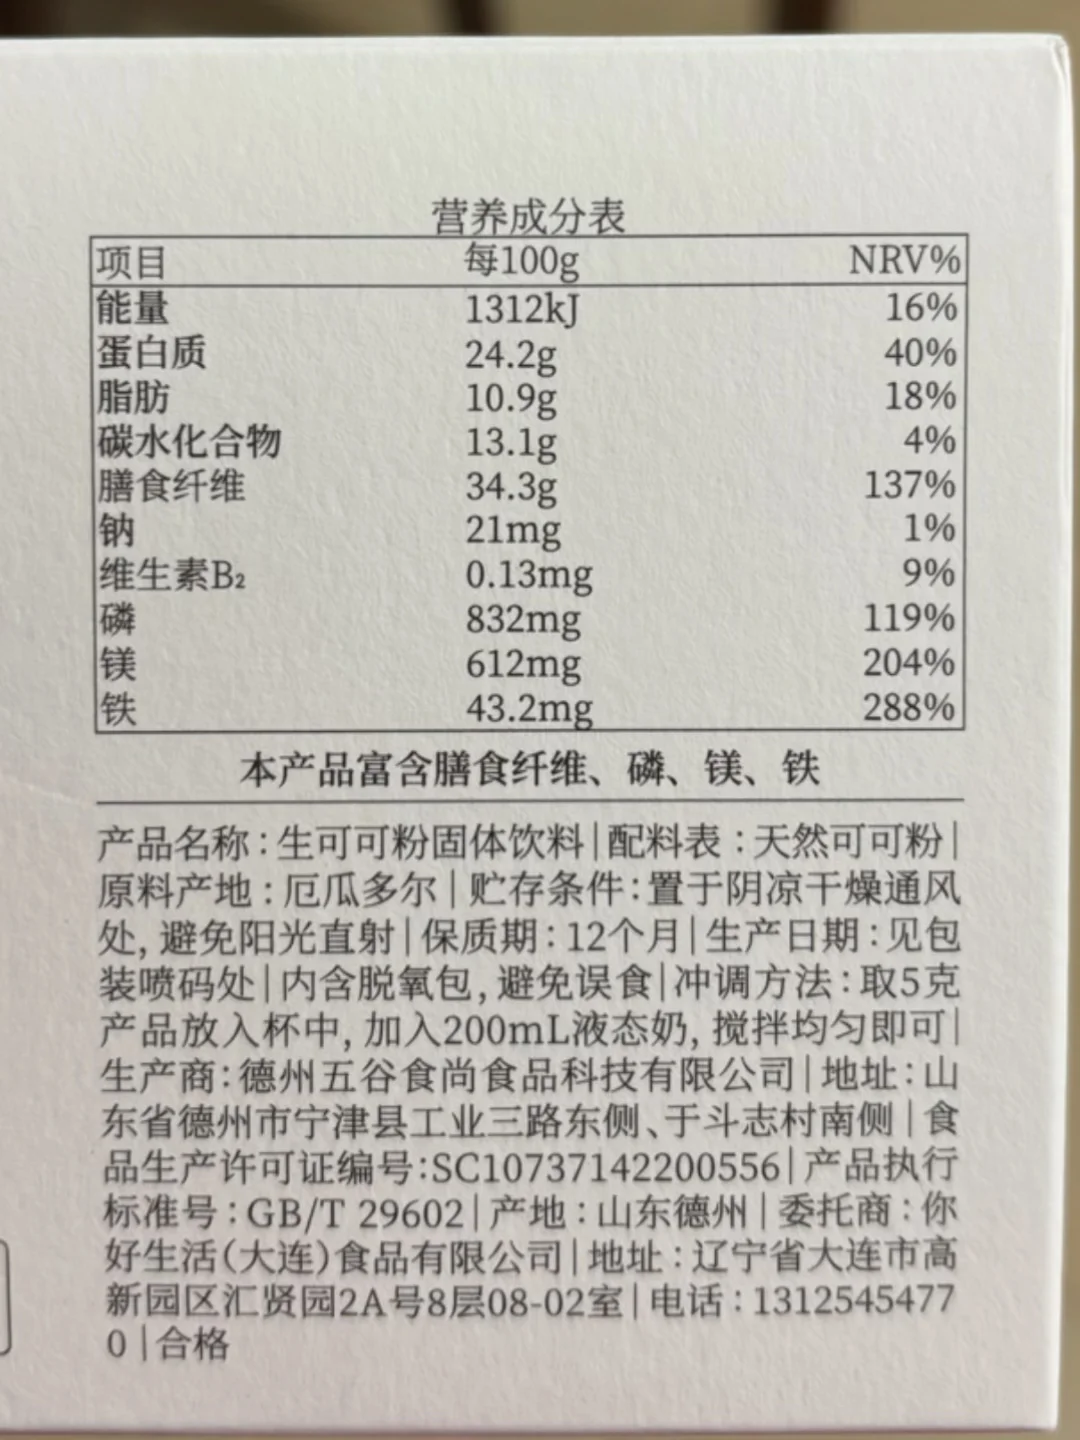 营养成分表
项目 每100g NRV%
能量 1312kJ 16%
蛋白质 24.2g 40%
脂肪 10.9g 18%
碳水化合物 13.1g 4%
膳食纤维 34.3g 137%
钠 21mg 1%
维生素B₂ 0.13mg 9%
磷 832mg 119%
镁 612mg 204%
铁 43.2mg 288%
本产品富含膳食纤维、磷、镁、铁
产品名称:生可可粉固体饮料|配料表:天然可可粉|
原料产地:厄瓜多尔|贮存条件:置于阴凉干燥通风
处,避免阳光直射|保质期:12个月|生产日期:见包
装喷码处|内含脱氧包,避免误食|冲调方法:取5克
产品放入杯中,加入200mL液态奶,搅拌均匀即可|
生产商:德州五谷食尚食品科技有限公司|地址:山
东省德州市宁津县工业三路东侧、于斗志村南侧|食
品生产许可证编号:SC10737142200556|产品执行
标准号:GB/T 29602|产地:山东德州|委托商:你
好生活(大连)食品有限公司|地址:辽宁省大连市高
新园区汇贤园2A号8层08-02室|电话:1312545477
0|合格